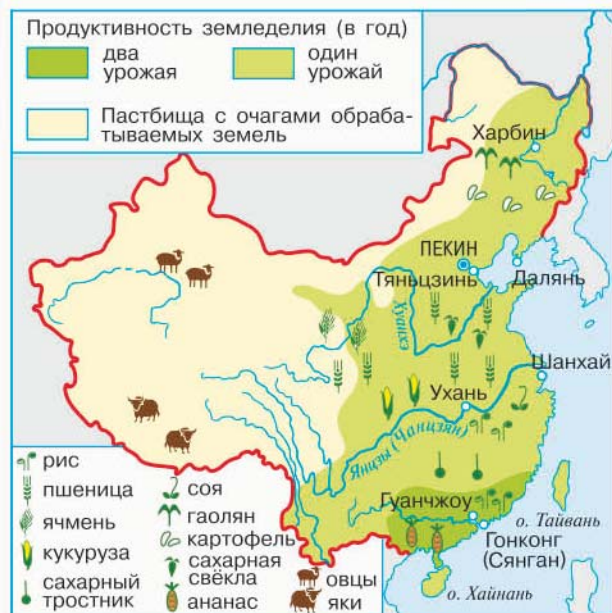 Продуктивность земледелия (в год)
два
урожая
один
урожай
Пастбища с очагами обраба-
тываемых земель
Харбин
ПЕКИН
Тяньцзинь
Далянь
Хуанхэ
Шанхай
Ухань
Янцзы (Чанцзян)
Гуанчжоу
о. Тайвань
Гонконг
(Сянган)
о. Хайнань
рис
пшеница
ячмень
кукуруза
сахарный
тростник
соя
гаолян
картофель
сахарная
свёкла
ананас
овцы
яки